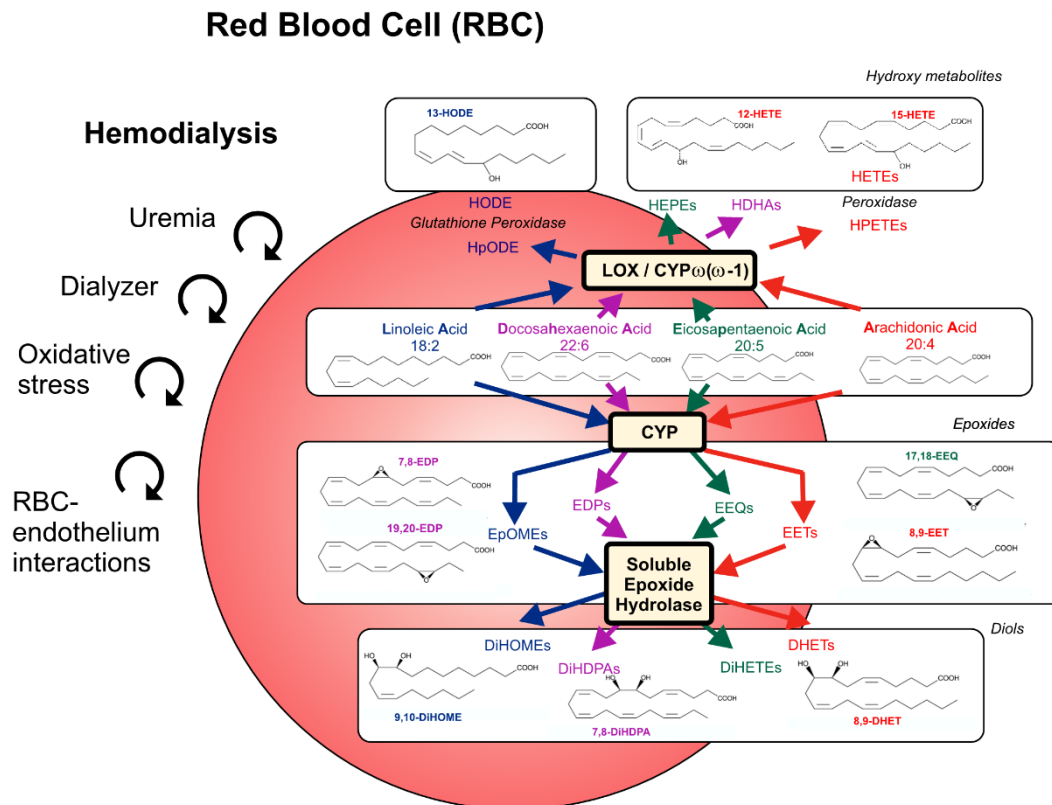 Red Blood Cell (RBC)
Hydroxy metabolites
Hemodialysis
13-HODE
COOH
OH
12-HETE
COOH
OH
15-HETE
COOH
OH
HETEs
Uremia
HODE
Glutathione Peroxidase
HpODE
HEPEs
HDHAs
Peroxidase
HPETEs
LOX / CYPω(ω-1)
Dialyzer
Linoleic Acid
18:2
COOH
Docosahexaenoic Acid
22:6
COOH
Eicosapentaenoic Acid
20:5
COOH
Arachidonic Acid
20:4
COOH
Oxidative
stress
CYP
Epoxides
RBC-
endothelium
interactions
7,8-EDP
O
COOH
19,20-EDP
COOH
O
EpOMEs
EDPs
EEQs
EETs
17,18-EEQ
COOH
O
8,9-EET
O
COOH
Soluble
Epoxide
Hydrolase
Diols
DiHOMEs
DiHDPAs
DiHETEs
DHETs
HO
OH
COOH
9,10-DiHOME
HO
OH
COOH
7,8-DiHDPA
HO
OH
COOH
8,9-DHET